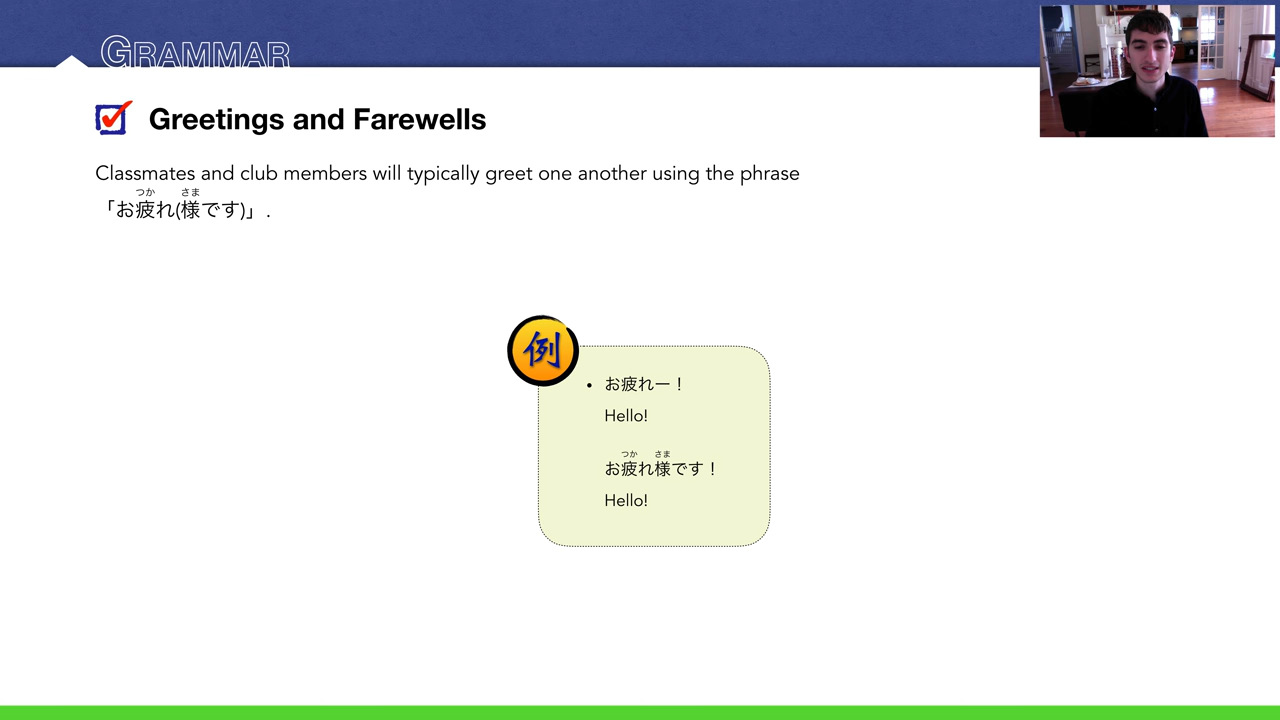 GRAMMAR
Greetings and Farewells
Classmates and club members will typically greet one another using the phrase
つか さま
「お疲れ(様です)」.
例
• お疲れー！
Hello!
つか さま
お疲れ様です！
Hello!